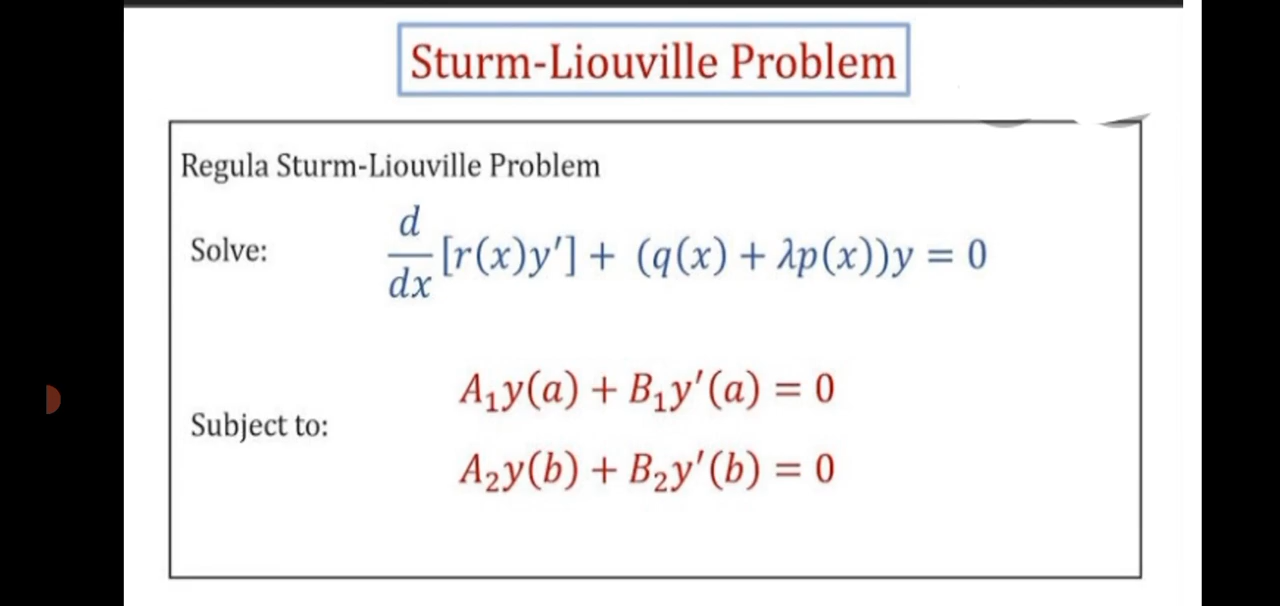 Sturm-Liouville Problem
Regula Sturm-Liouville Problem
Solve: d/dx [r(x)y′] + (q(x) + λp(x))y = 0
A₁y(a) + B₁y′(a) = 0
Subject to:
A₂y(b) + B₂y′(b) = 0